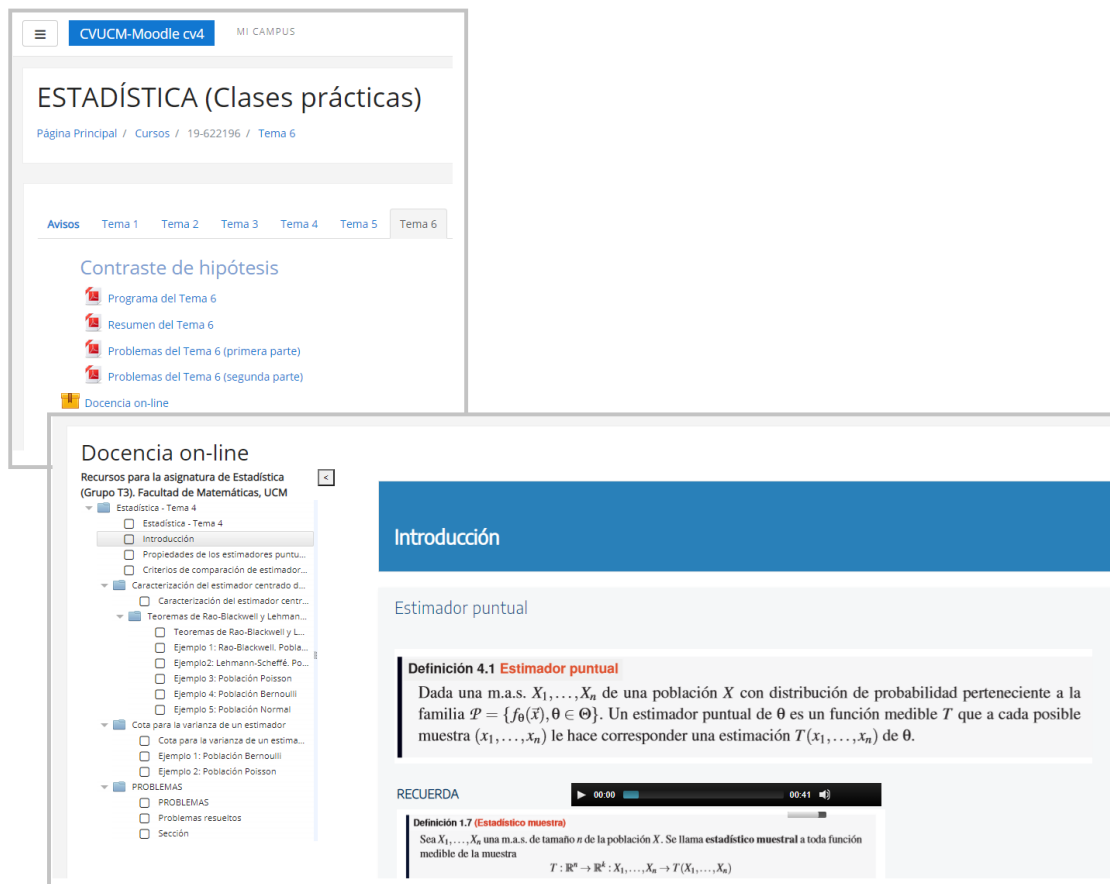 ≡ CVUCM-Moodle cv4 MI CAMPUS
ESTADÍSTICA (Clases prácticas)
Página Principal / Cursos / 19-622196 / Tema 6
Avisos Tema 1 Tema 2 Tema 3 Tema 4 Tema 5 Tema 6
Contraste de hipótesis
Programa del Tema 6
Resumen del Tema 6
Problemas del Tema 6 (primera parte)
Problemas del Tema 6 (segunda parte)
Docencia on-line
Docencia on-line
Recursos para la asignatura de Estadística
(Grupo T3). Facultad de Matemáticas, UCM
<
Estadística - Tema 4
Estadística - Tema 4
Introducción
Propiedades de los estimadores puntu...
Criterios de comparación de estimador...
Caracterización del estimador centrado d...
Caracterización del estimador centr...
Teoremas de Rao-Blackwell y Lehman...
Teoremas de Rao-Blackwell y L...
Ejemplo 1: Rao-Blackwell. Pobla...
Ejemplo2: Lehmann-Scheffé. Po...
Ejemplo 3: Población Poisson
Ejemplo 4: Población Bernoulli
Ejemplo 5: Población Normal
Cota para la varianza de un estimador
Cota para la varianza de un estima...
Ejemplo 1: Población Bernoulli
Ejemplo 2: Población Poisson
PROBLEMAS
PROBLEMAS
Problemas resueltos
Sección
Introducción
Estimador puntual
Definición 4.1 Estimador puntual
Dada una m.a.s. X₁,...,Xₙ de una población X con distribución de probabilidad perteneciente a la
familia 𝒫 = {f_θ(x⃗), θ ∈ Θ}. Un estimador puntual de θ es un función medible T que a cada posible
muestra (x₁,...,xₙ) le hace corresponder una estimación T(x₁,...,xₙ) de θ.
RECUERDA
00:00 00:41
Definición 1.7 (Estadístico muestra)
Sea X₁,...,Xₙ una m.a.s. de tamaño n de la población X. Se llama estadístico muestral a toda función
medible de la muestra
T : ℝⁿ → ℝᵏ : X₁,...,Xₙ → T(X₁,...,Xₙ)